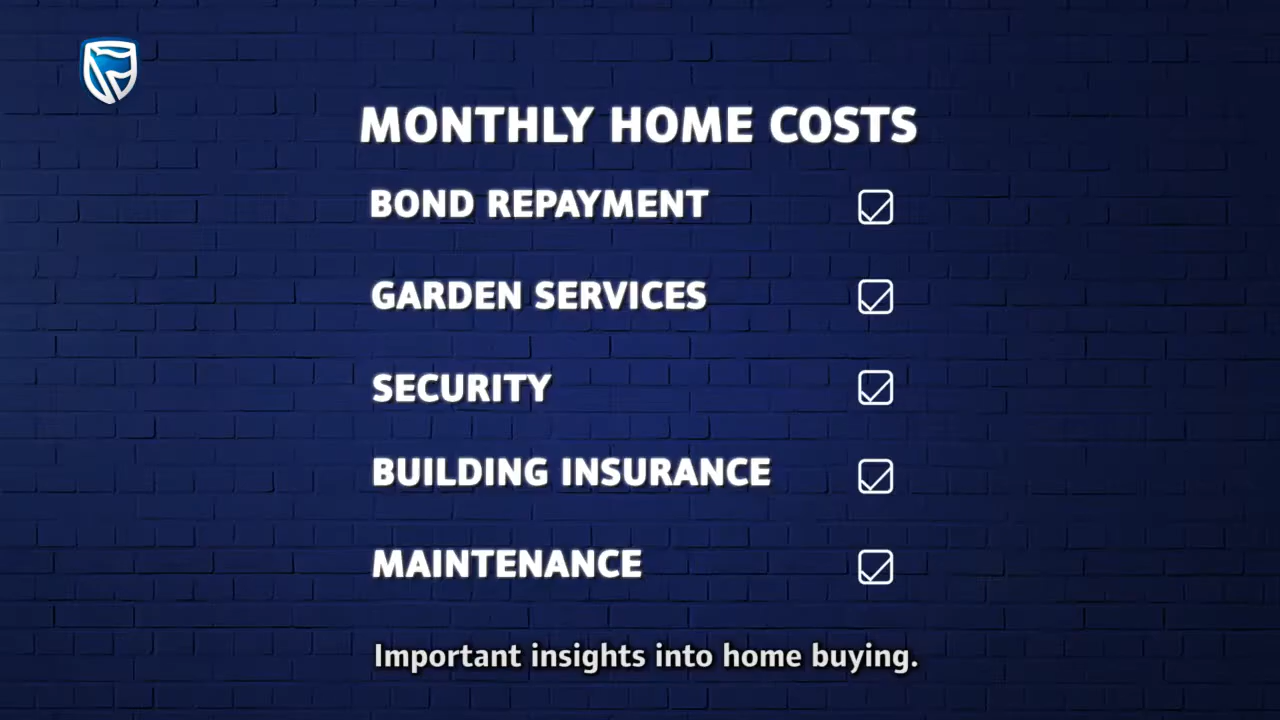 MONTHLY HOME COSTS
BOND REPAYMENT
GARDEN SERVICES
SECURITY
BUILDING INSURANCE
MAINTENANCE
Important insights into home buying.